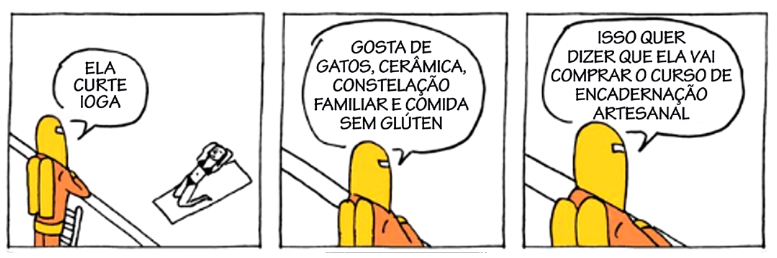 ELA
CURTE
IOGA
GOSTA DE
GATOS, CERÂMICA,
CONSTELAÇÃO
FAMILIAR E COMIDA
SEM GLÚTEN
ISSO QUER
DIZER QUE ELA VAI
COMPRAR O CURSO DE
ENCADERNAÇÃO
ARTESANAL